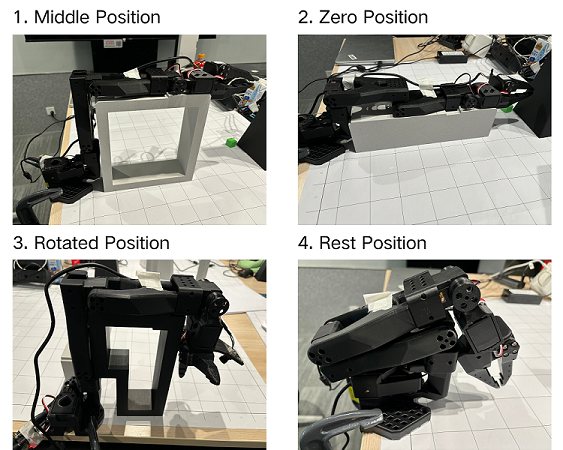 1. Middle Position
2. Zero Position
3. Rotated Position
4. Rest Position